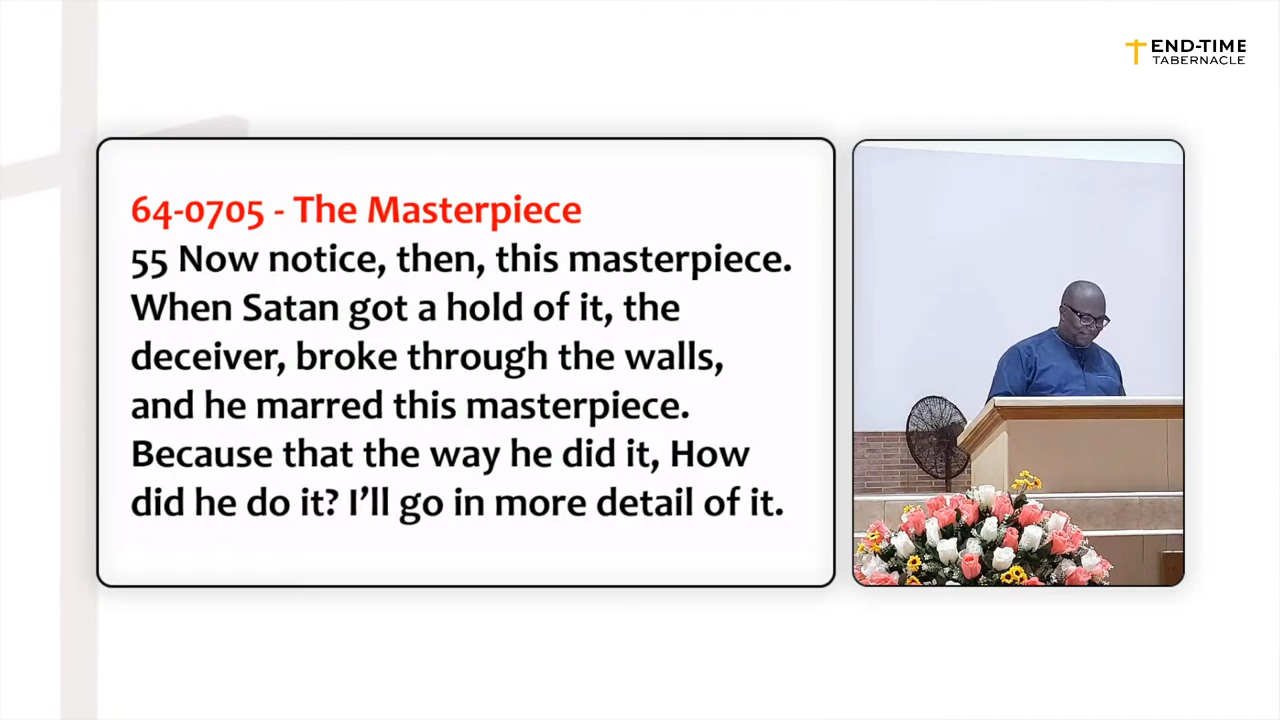 END-TIME
TABERNACLE
64-0705 - The Masterpiece
55 Now notice, then, this masterpiece.
When Satan got a hold of it, the
deceiver, broke through the walls,
and he marred this masterpiece.
Because that the way he did it, How
did he do it? I’ll go in more detail of it.